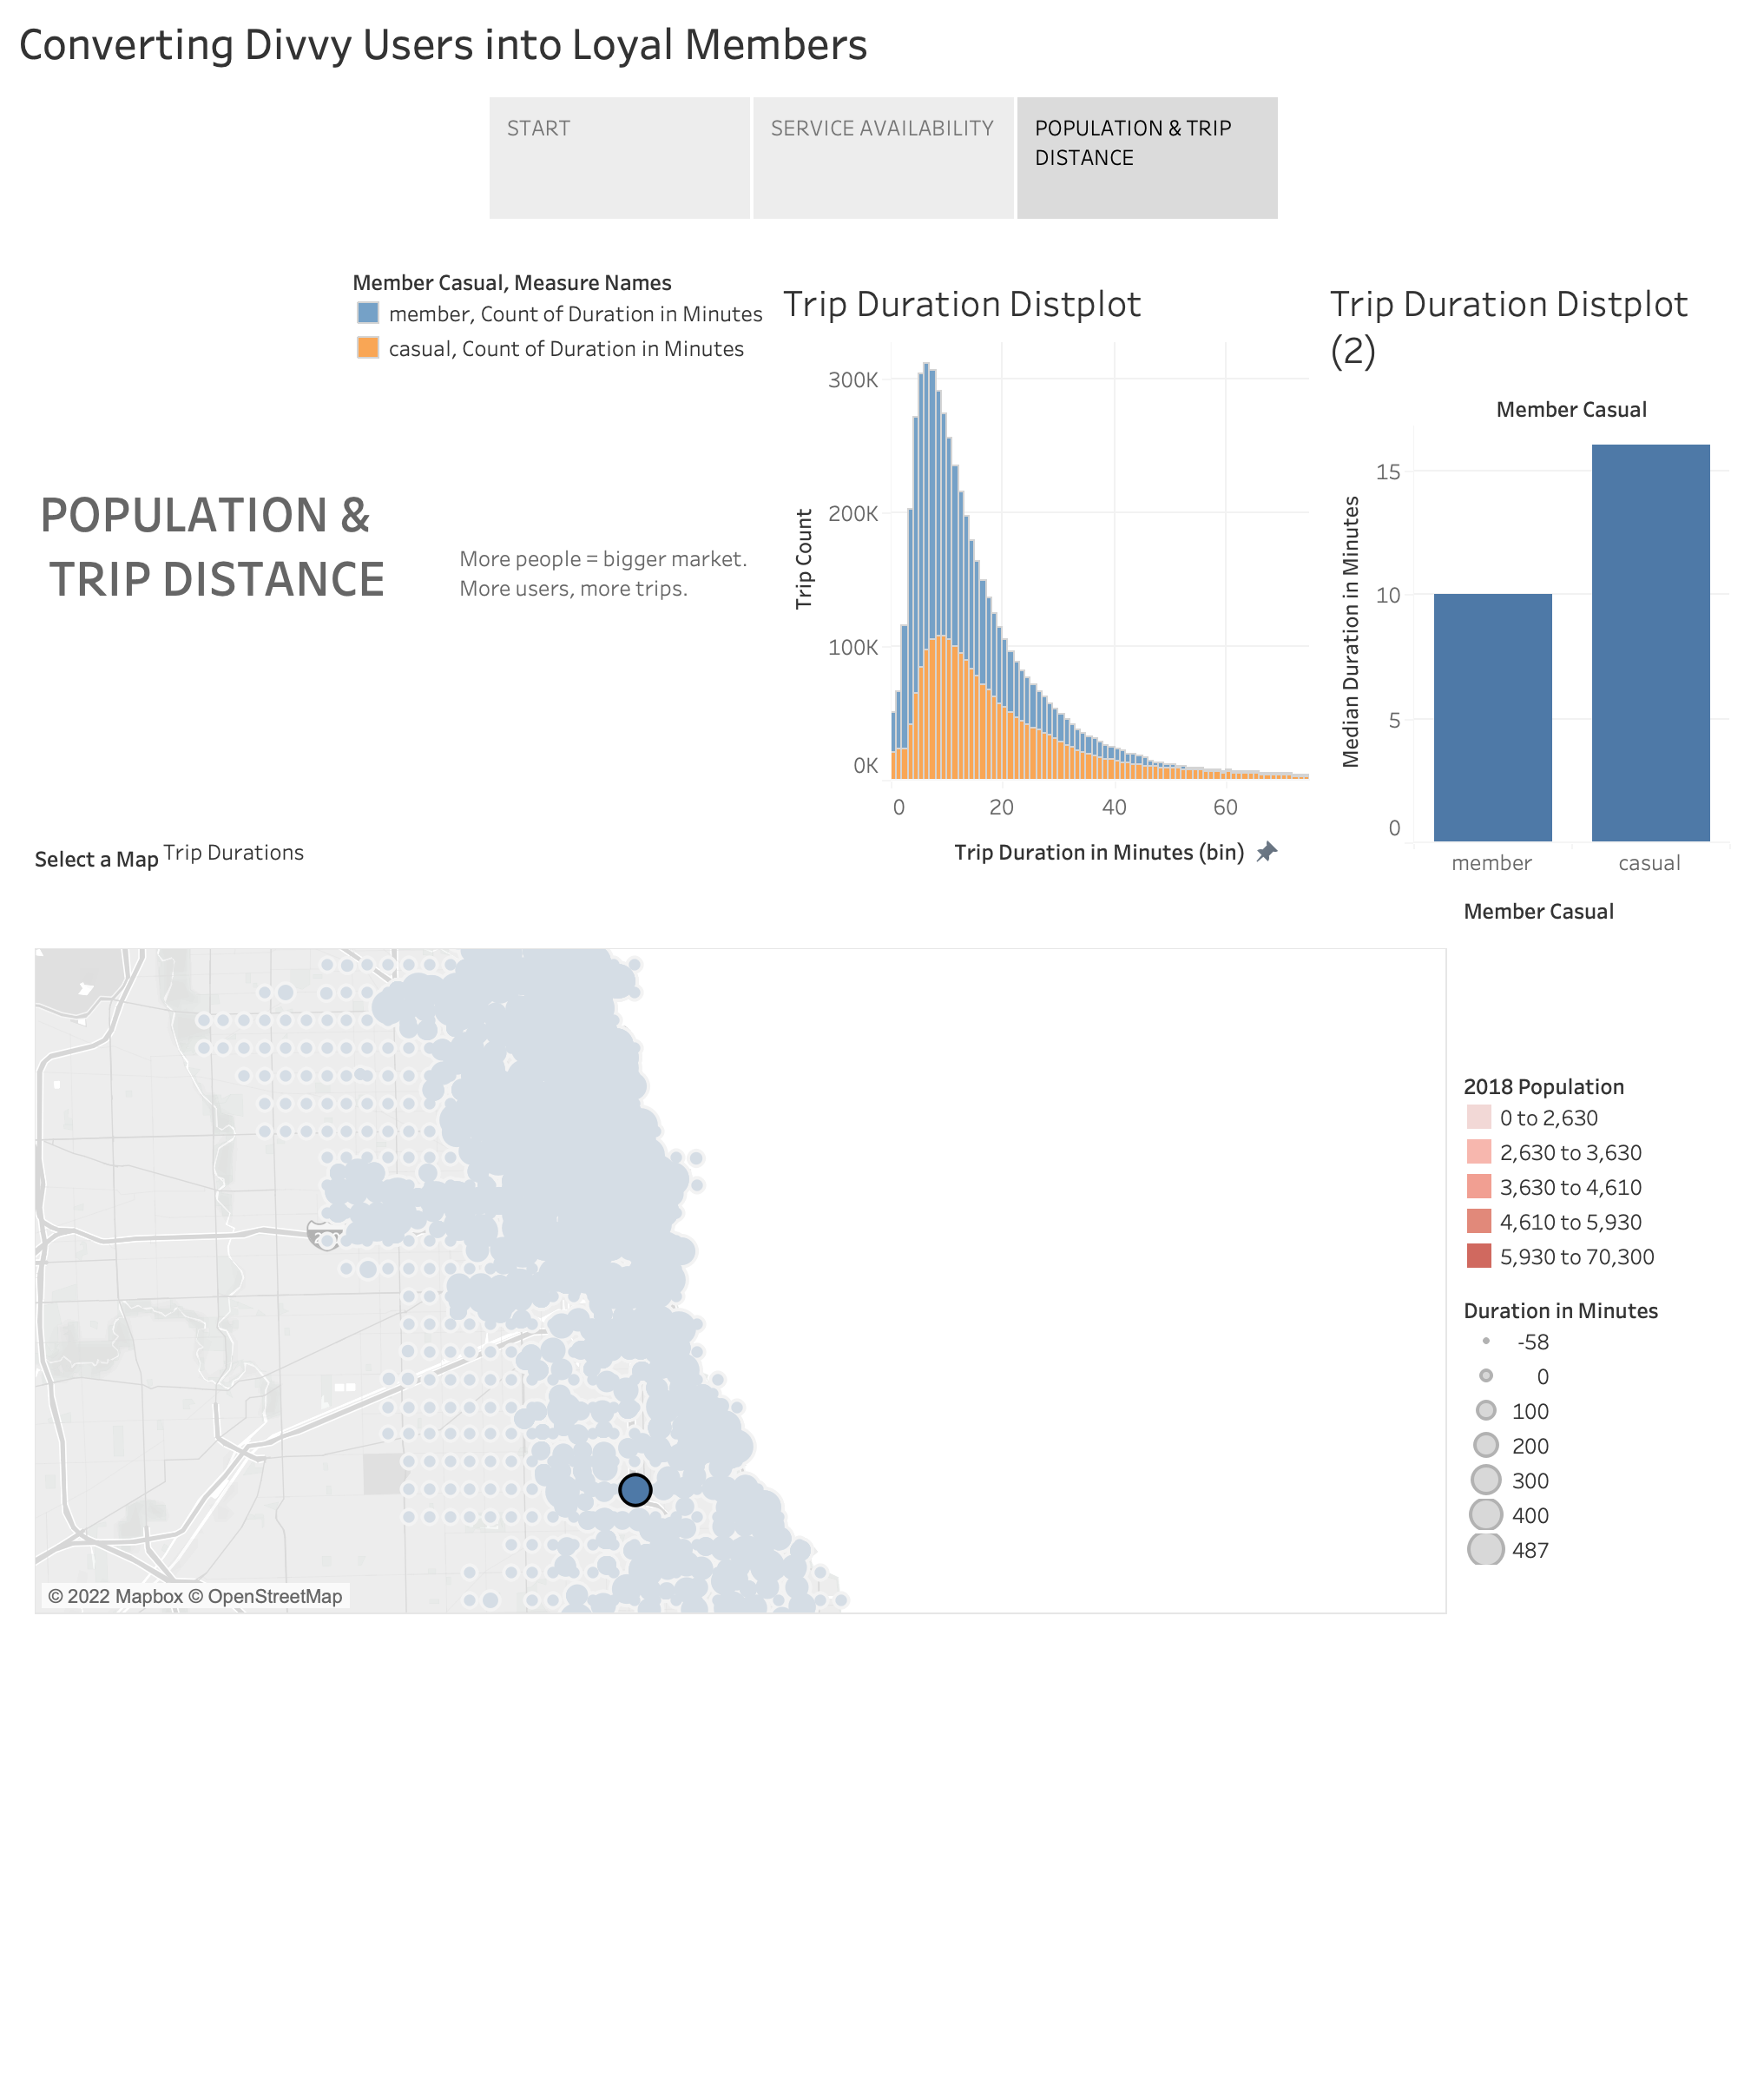 Converting Divvy Users into Loyal Members
START
SERVICE AVAILABILITY
POPULATION & TRIP
DISTANCE
Member Casual, Measure Names
member, Count of Duration in Minutes
casual, Count of Duration in Minutes
POPULATION &
TRIP DISTANCE
More people = bigger market.
More users, more trips.
Trip Duration Distplot
Trip Count
300K
200K
100K
0K
0
20
40
60
Trip Duration in Minutes (bin)
Trip Duration Distplot
(2)
Member Casual
Median Duration in Minutes
15
10
5
0
member
casual
Member Casual
Select a Map
Trip Durations
© 2022 Mapbox © OpenStreetMap
2018 Population
0 to 2,630
2,630 to 3,630
3,630 to 4,610
4,610 to 5,930
5,930 to 70,300
Duration in Minutes
-58
0
100
200
300
400
487